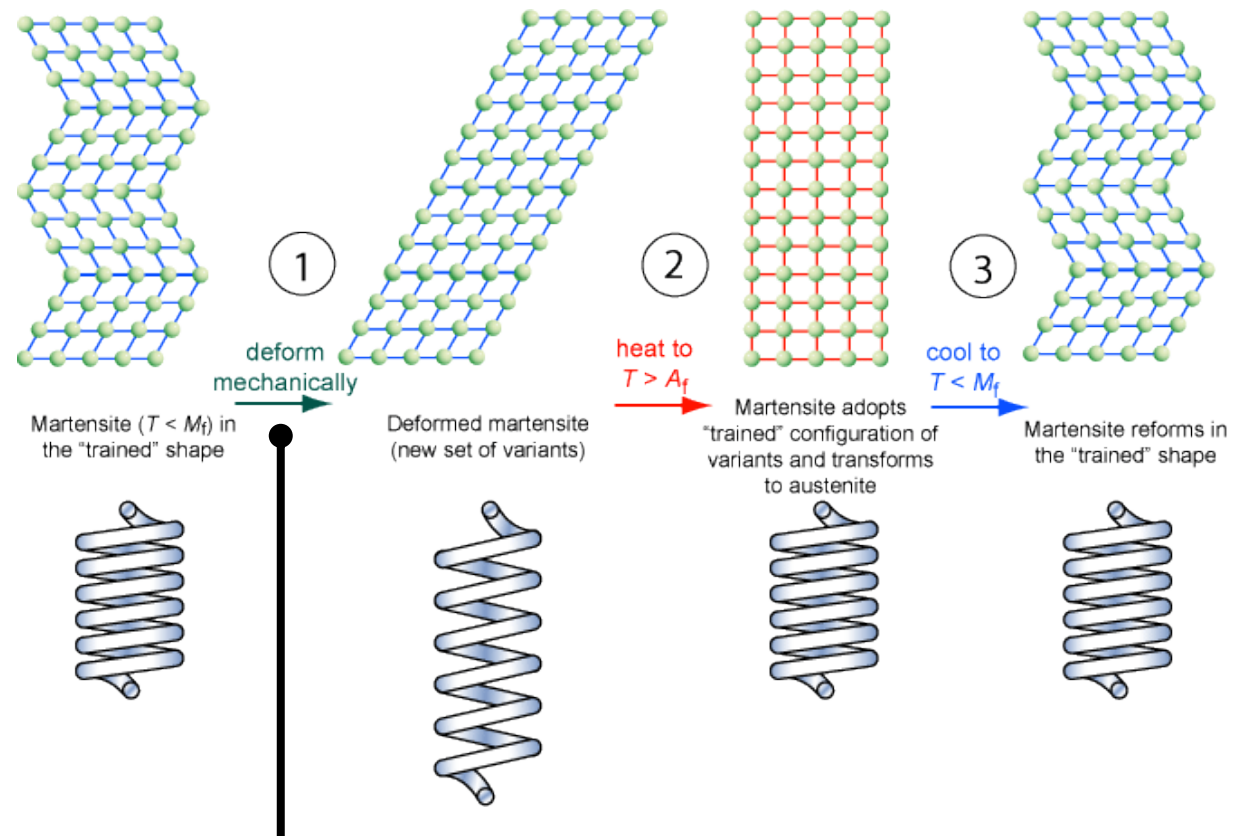 1
deform
mechanically
2
heat to
T > Af
3
cool to
T < Mf
Martensite (T < Mf) in
the “trained” shape
Deformed martensite
(new set of variants)
Martensite adopts
“trained” configuration of
variants and transforms
to austenite
Martensite reforms in
the “trained” shape